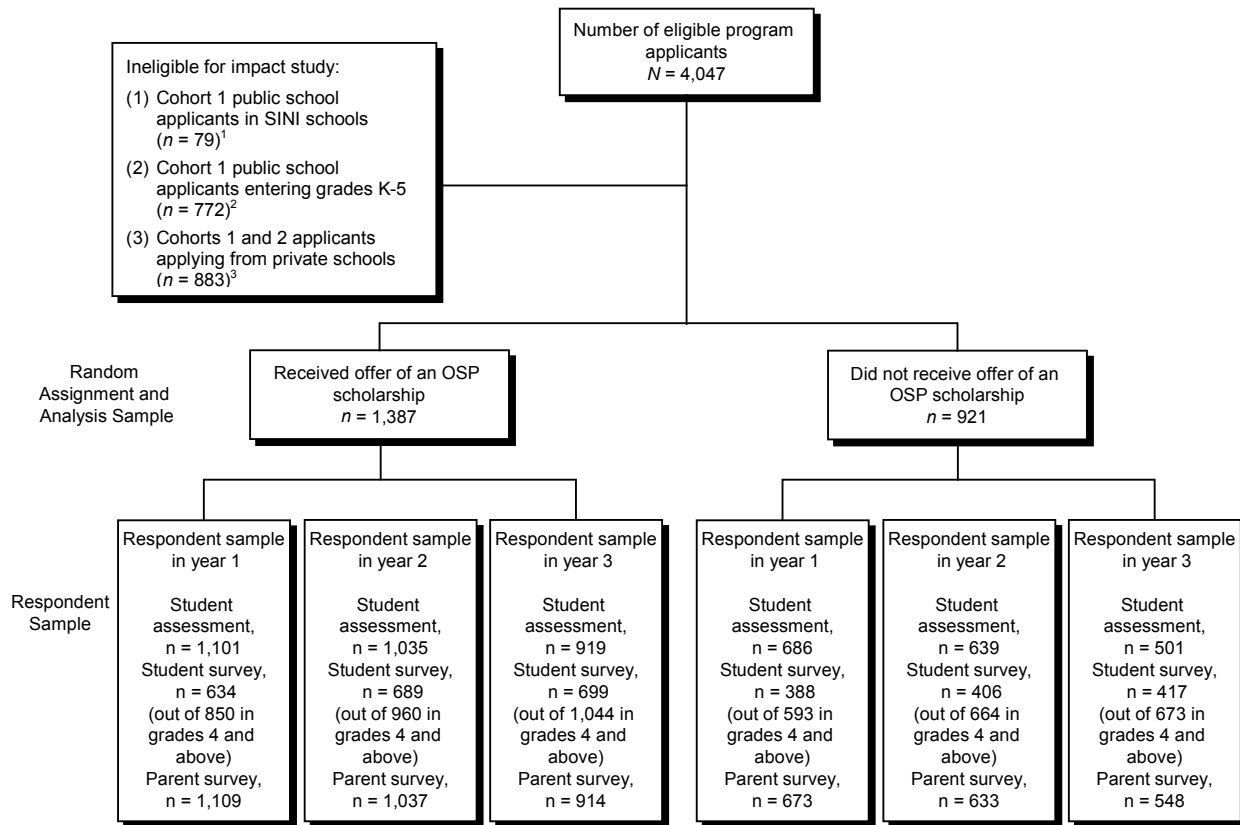 Number of eligible program
applicants
N = 4,047
Ineligible for impact study:
(1) Cohort 1 public school
applicants in SINI schools
(n = 79)1
(2) Cohort 1 public school
applicants entering grades K-5
(n = 772)2
(3) Cohorts 1 and 2 applicants
applying from private schools
(n = 883)3
Random
Assignment and
Analysis Sample
Received offer of an OSP
scholarship
n = 1,387
Did not receive offer of an
OSP scholarship
n = 921
Respondent
Sample
Respondent sample
in year 1
Student
assessment,
n = 1,101
Student survey,
n = 634
(out of 850 in
grades 4 and
above)
Parent survey,
n = 1,109
Respondent sample
in year 2
Student
assessment,
n = 1,035
Student survey,
n = 689
(out of 960 in
grades 4 and
above)
Parent survey,
n = 1,037
Respondent sample
in year 3
Student
assessment,
n = 919
Student survey,
n = 699
(out of 1,044 in
grades 4 and
above)
Parent survey,
n = 914
Respondent sample
in year 1
Student
assessment,
n = 686
Student survey,
n = 388
(out of 593 in
grades 4 and
above)
Parent survey,
n = 673
Respondent sample
in year 2
Student
assessment,
n = 639
Student survey,
n = 406
(out of 664 in
grades 4 and
above)
Parent survey,
n = 633
Respondent sample
in year 3
Student
assessment,
n = 501
Student survey,
n = 417
(out of 673 in
grades 4 and
above)
Parent survey,
n = 548